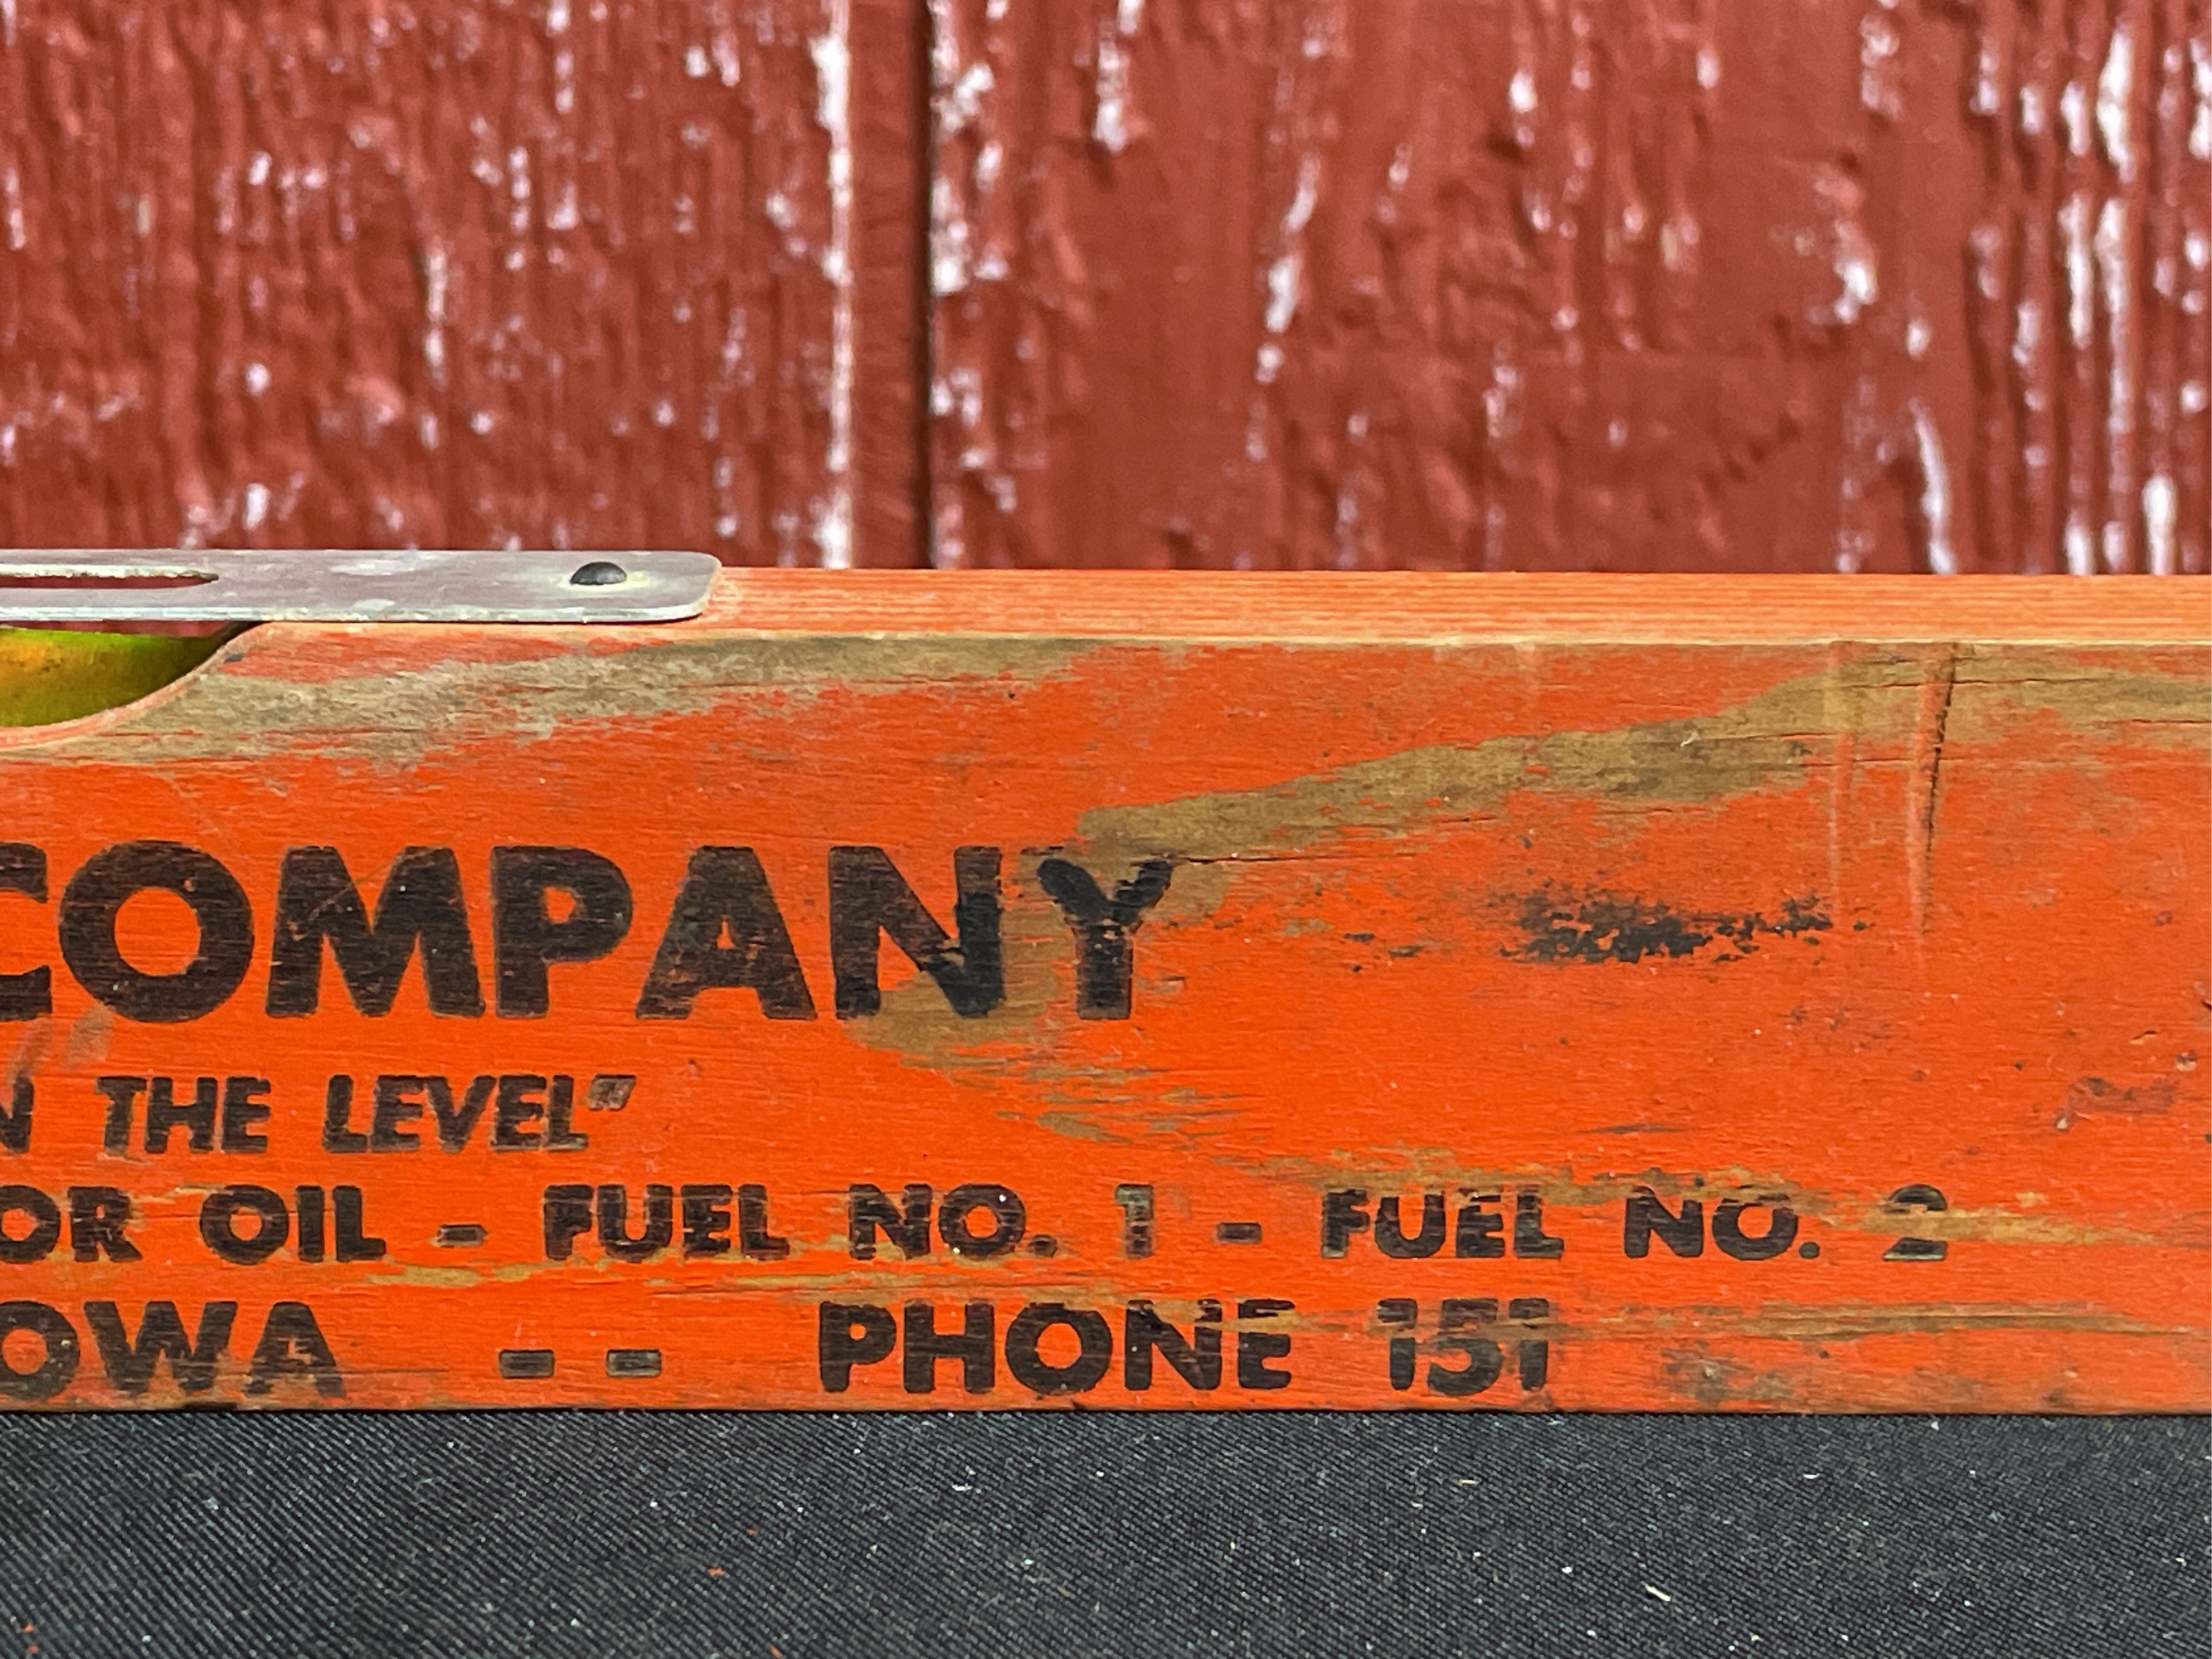 COMPANY
N THE LEVEL"
OR OIL - FUEL NO. 1 - FUEL NO. 2
OWA -- PHONE 151